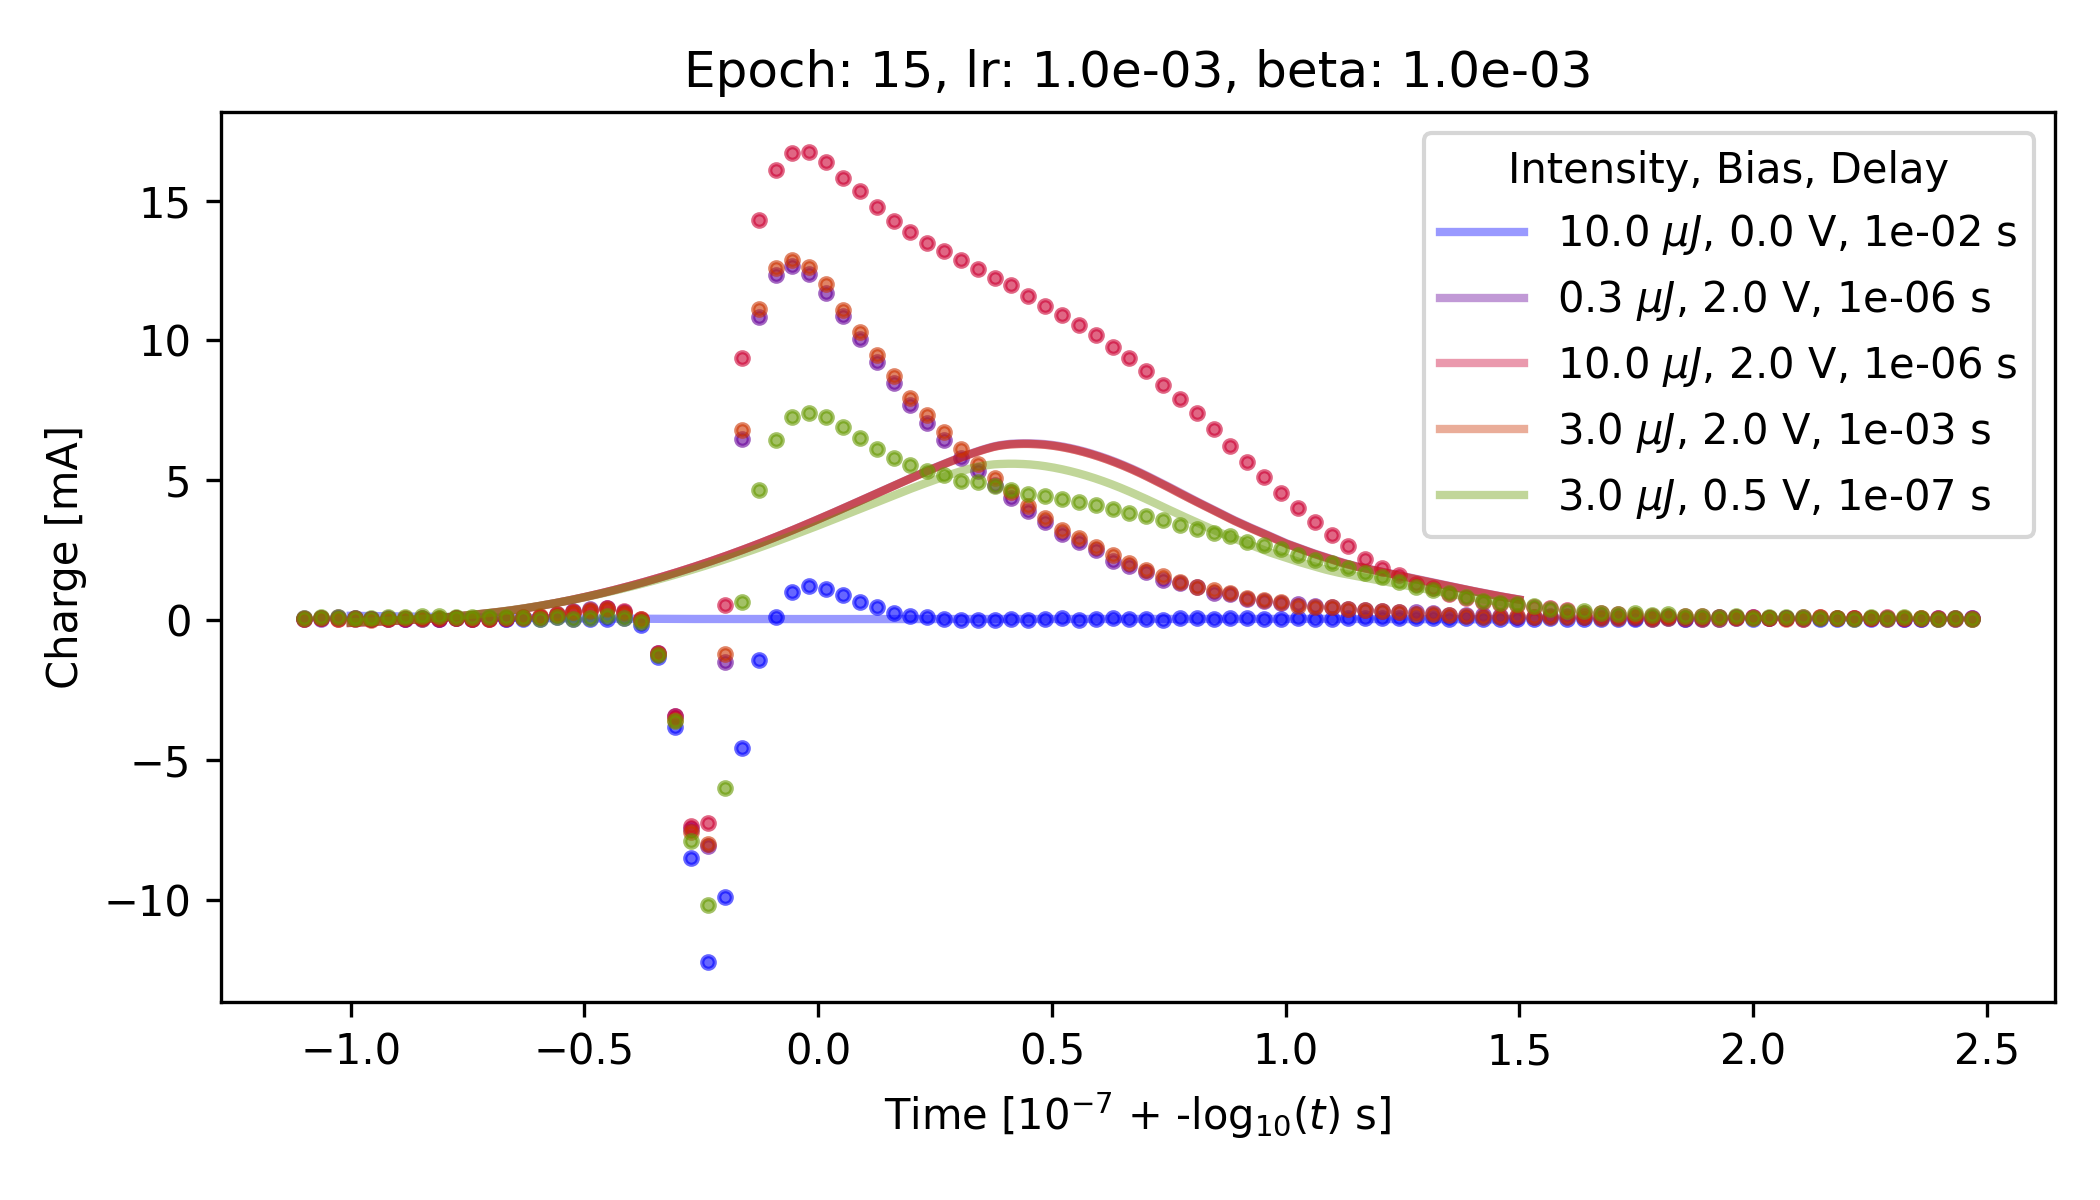 Epoch: 15, lr: 1.0e-03, beta: 1.0e-03
Charge [mA]
15
10
5
0
−5
−10
Intensity, Bias, Delay
10.0 μJ, 0.0 V, 1e-02 s
0.3 μJ, 2.0 V, 1e-06 s
10.0 μJ, 2.0 V, 1e-06 s
3.0 μJ, 2.0 V, 1e-03 s
3.0 μJ, 0.5 V, 1e-07 s
−1.0 −0.5 0.0 0.5 1.0 1.5 2.0 2.5
Time [10⁻⁷ + -log₁₀(t) s]